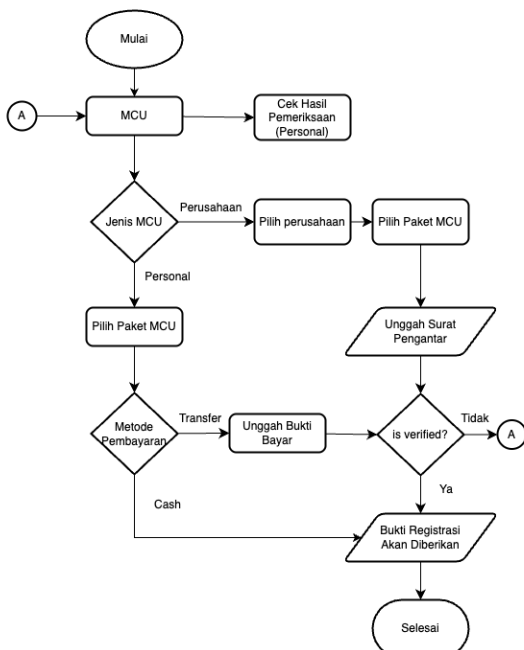 Mulai
A
MCU
Cek Hasil
Pemeriksaan
(Personal)
Jenis MCU
Perusahaan
Pilih perusahaan
Pilih Paket MCU
Personal
Pilih Paket MCU
Unggah Surat
Pengantar
Metode
Pembayaran
Transfer
Unggah Bukti
Bayar
is verified?
Tidak
A
Ya
Cash
Bukti Registrasi
Akan Diberikan
Selesai